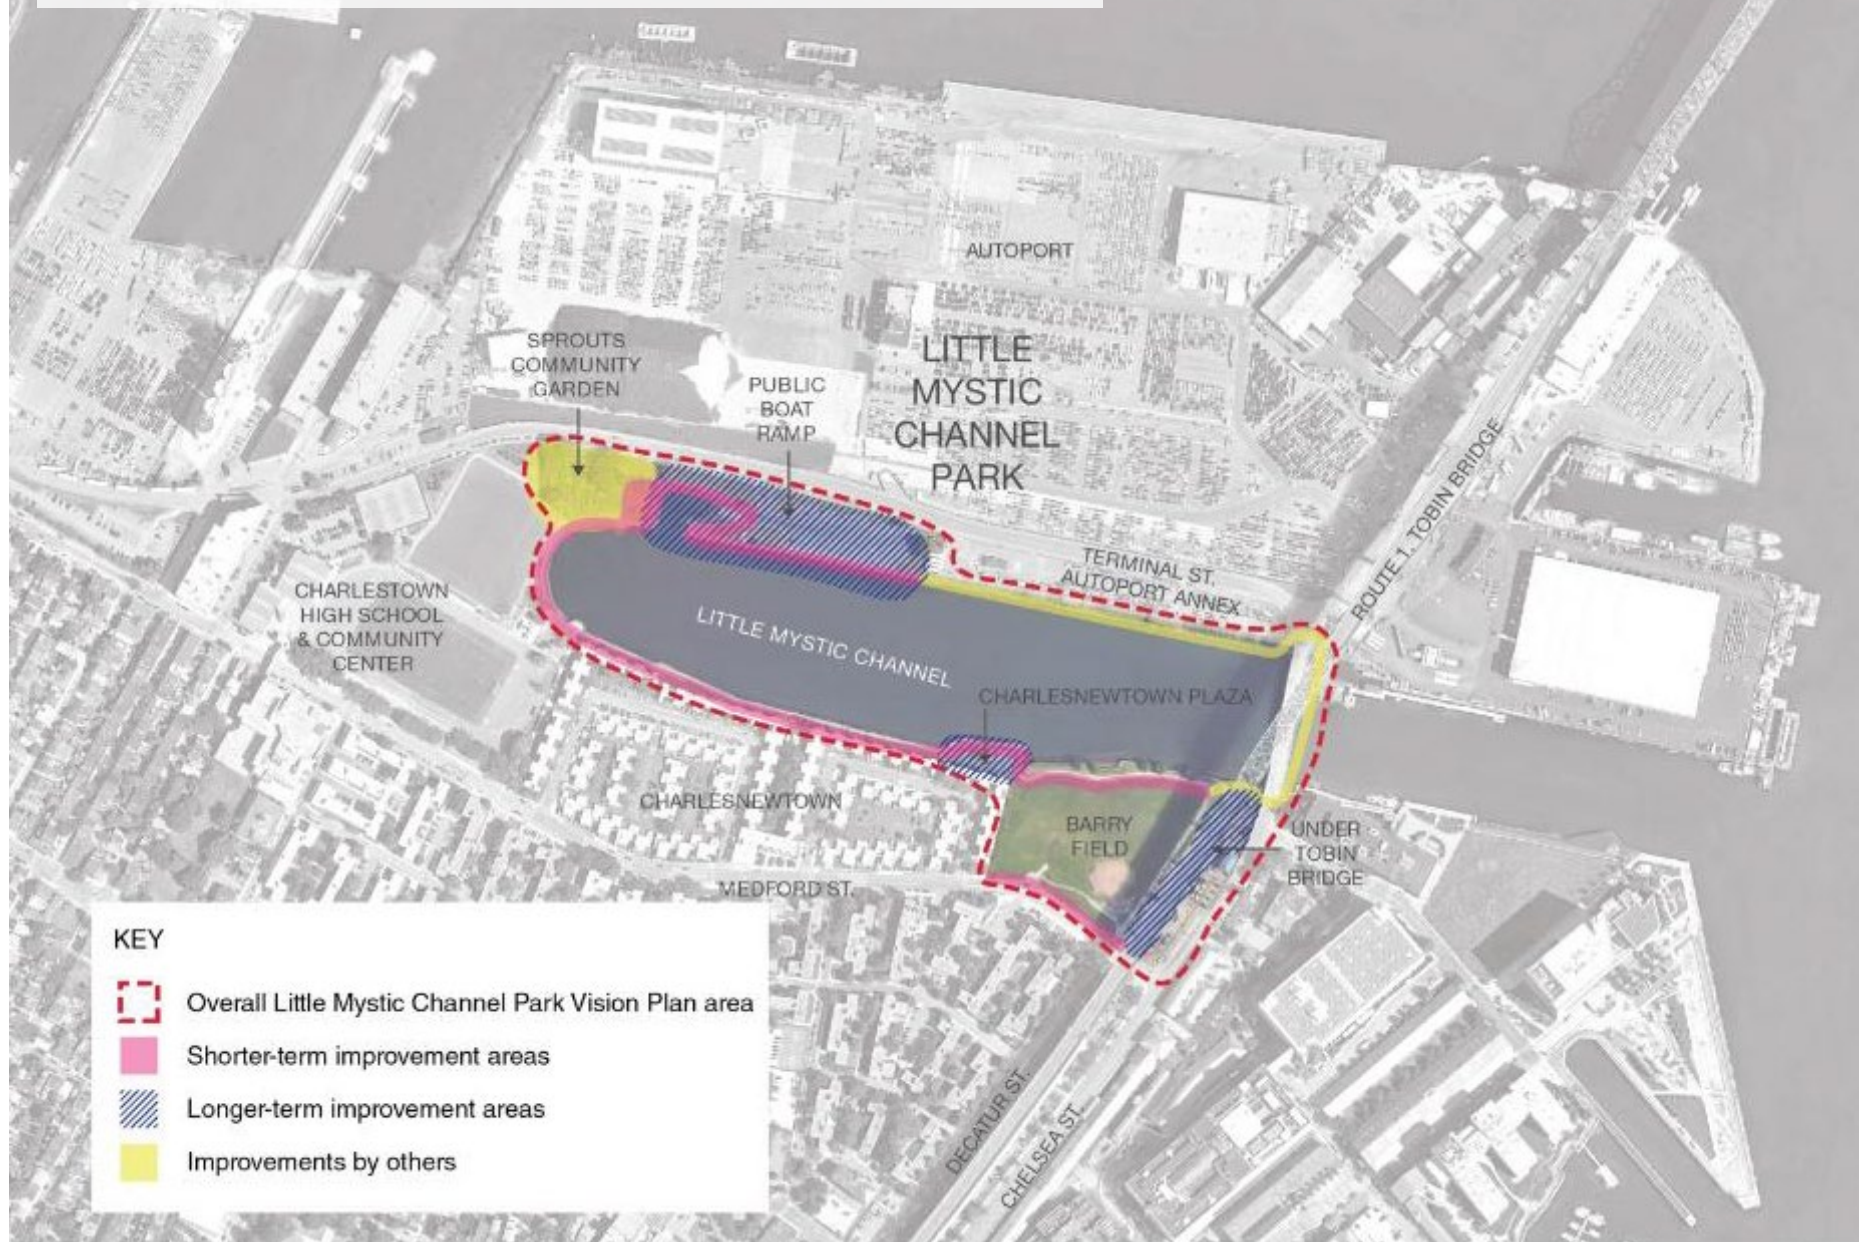 AUTOPORT
SPROUTS
COMMUNITY
GARDEN
PUBLIC
BOAT
RAMP
LITTLE
MYSTIC
CHANNEL
PARK
ROUTE 1. TOBIN BRIDGE
TERMINAL ST.
AUTOPORT ANNEX
CHARLESTOWN
HIGH SCHOOL
& COMMUNITY
CENTER
LITTLE MYSTIC CHANNEL
CHARLESNEWTOWN PLAZA
CHARLESNEWTOWN
BARRY
FIELD
UNDER
TOBIN
BRIDGE
MEDFORD ST.
DECATUR ST.
CHELSEA ST.
KEY
Overall Little Mystic Channel Park Vision Plan area
Shorter-term improvement areas
Longer-term improvement areas
Improvements by others